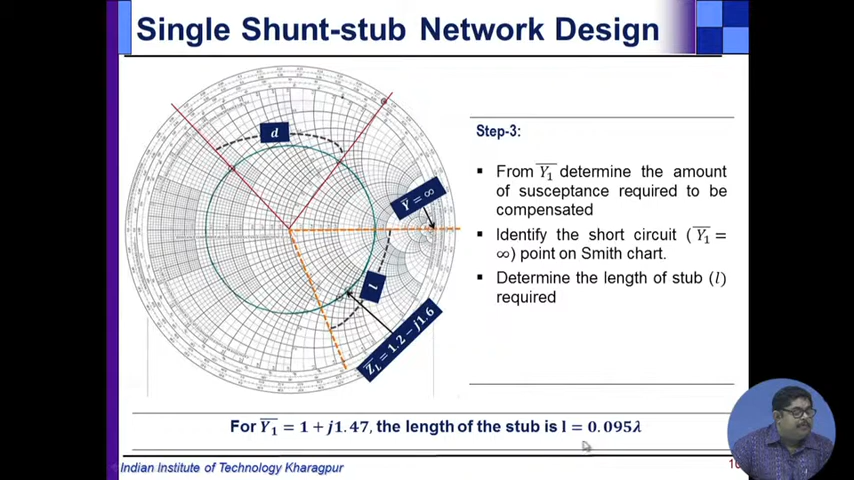 Single Shunt-stub Network Design
d
Y̅ = ∞
l
Z̅ₗ = 1.2 − j1.6
Step-3:
▪ From Y̅₁ determine the amount
of susceptance required to be
compensated
▪ Identify the short circuit (Y̅₁ =
∞) point on Smith chart.
▪ Determine the length of stub (l)
required
For Y̅₁ = 1 + j1.47, the length of the stub is l = 0.095λ
Indian Institute of Technology Kharagpur